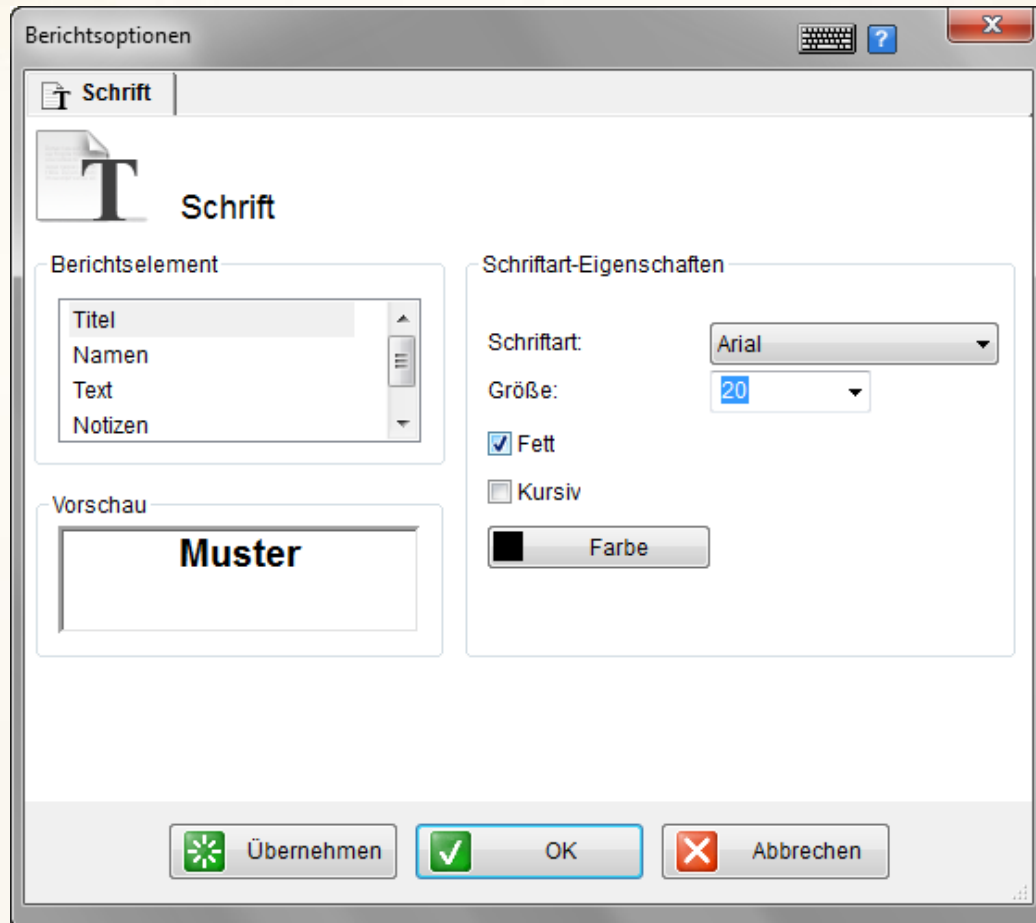 Berichtsoptionen
?
Schrift
T
Schrift
Berichtselement
Titel
Namen
Text
Notizen
Vorschau
Muster
Schriftart-Eigenschaften
Schriftart: Arial
Größe: 20
Fett
Kursiv
Farbe
Übernehmen OK Abbrechen